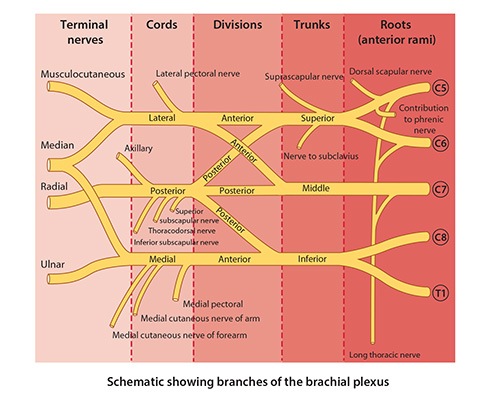 Terminal
nerves
Cords
Divisions
Trunks
Roots
(anterior rami)
Musculocutaneous
Lateral pectoral nerve
Suprascapular nerve
Dorsal scapular nerve
C5
Contribution
to phrenic
nerve
Lateral
Anterior
Superior
C6
Median
Axillary
Anterior
Posterior
Nerve to subclavius
Radial
Posterior
Posterior
Middle
C7
Superior
subscapular nerve
Thoracodorsal nerve
Inferior subscapular nerve
Posterior
C8
Ulnar
Medial
Anterior
Inferior
T1
Medial pectoral
Medial cutaneous nerve of arm
Medial cutaneous nerve of forearm
Long thoracic nerve
Schematic showing branches of the brachial plexus